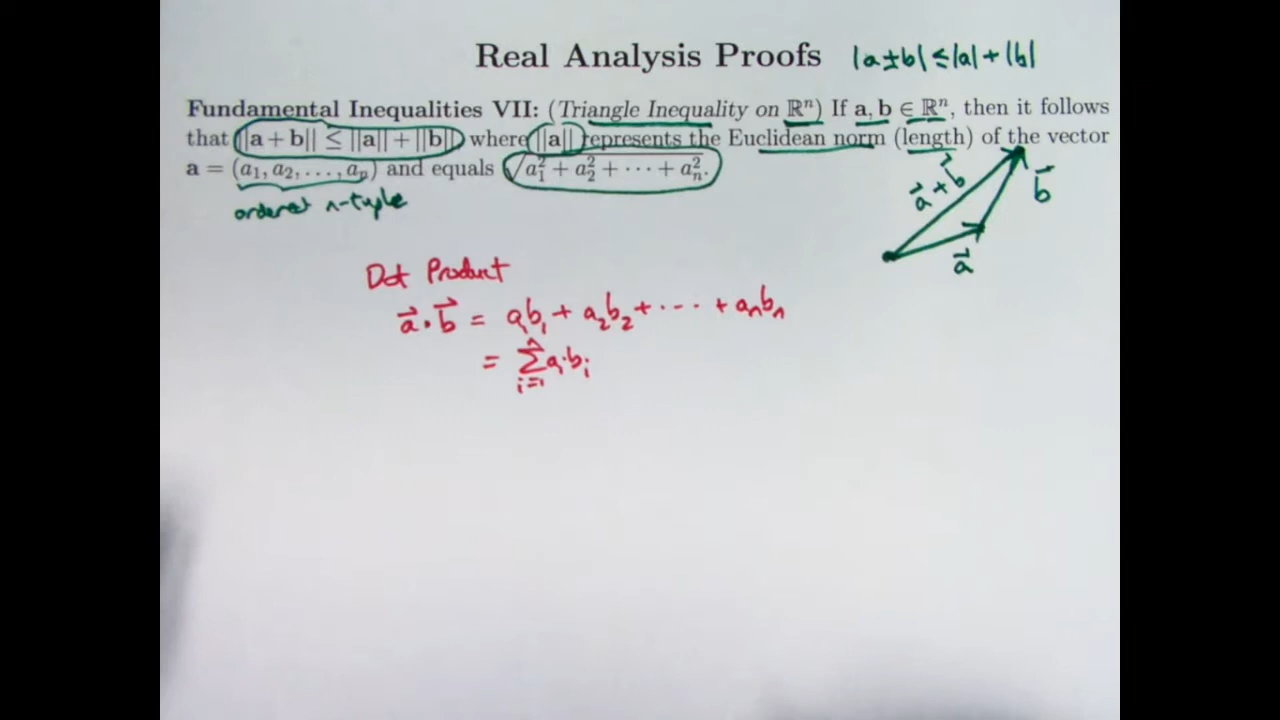 Real Analysis Proofs |a±b| ≤ |a| + |b|
Fundamental Inequalities VII: (Triangle Inequality on ℝⁿ) If a, b ∈ ℝⁿ, then it follows
that ||a + b|| ≤ ||a|| + ||b|| where ||a|| represents the Euclidean norm (length) of the vector
a = (a₁, a₂, . . . , aₙ) and equals √(a₁² + a₂² + · · · + aₙ²).
ordered n-tuple
a⃗ + b⃗
b⃗
a⃗
Dot Product
a⃗ · b⃗ = a₁b₁ + a₂b₂ + · · · + aₙbₙ
= ∑ᵢ₌₁ⁿ aᵢbᵢ